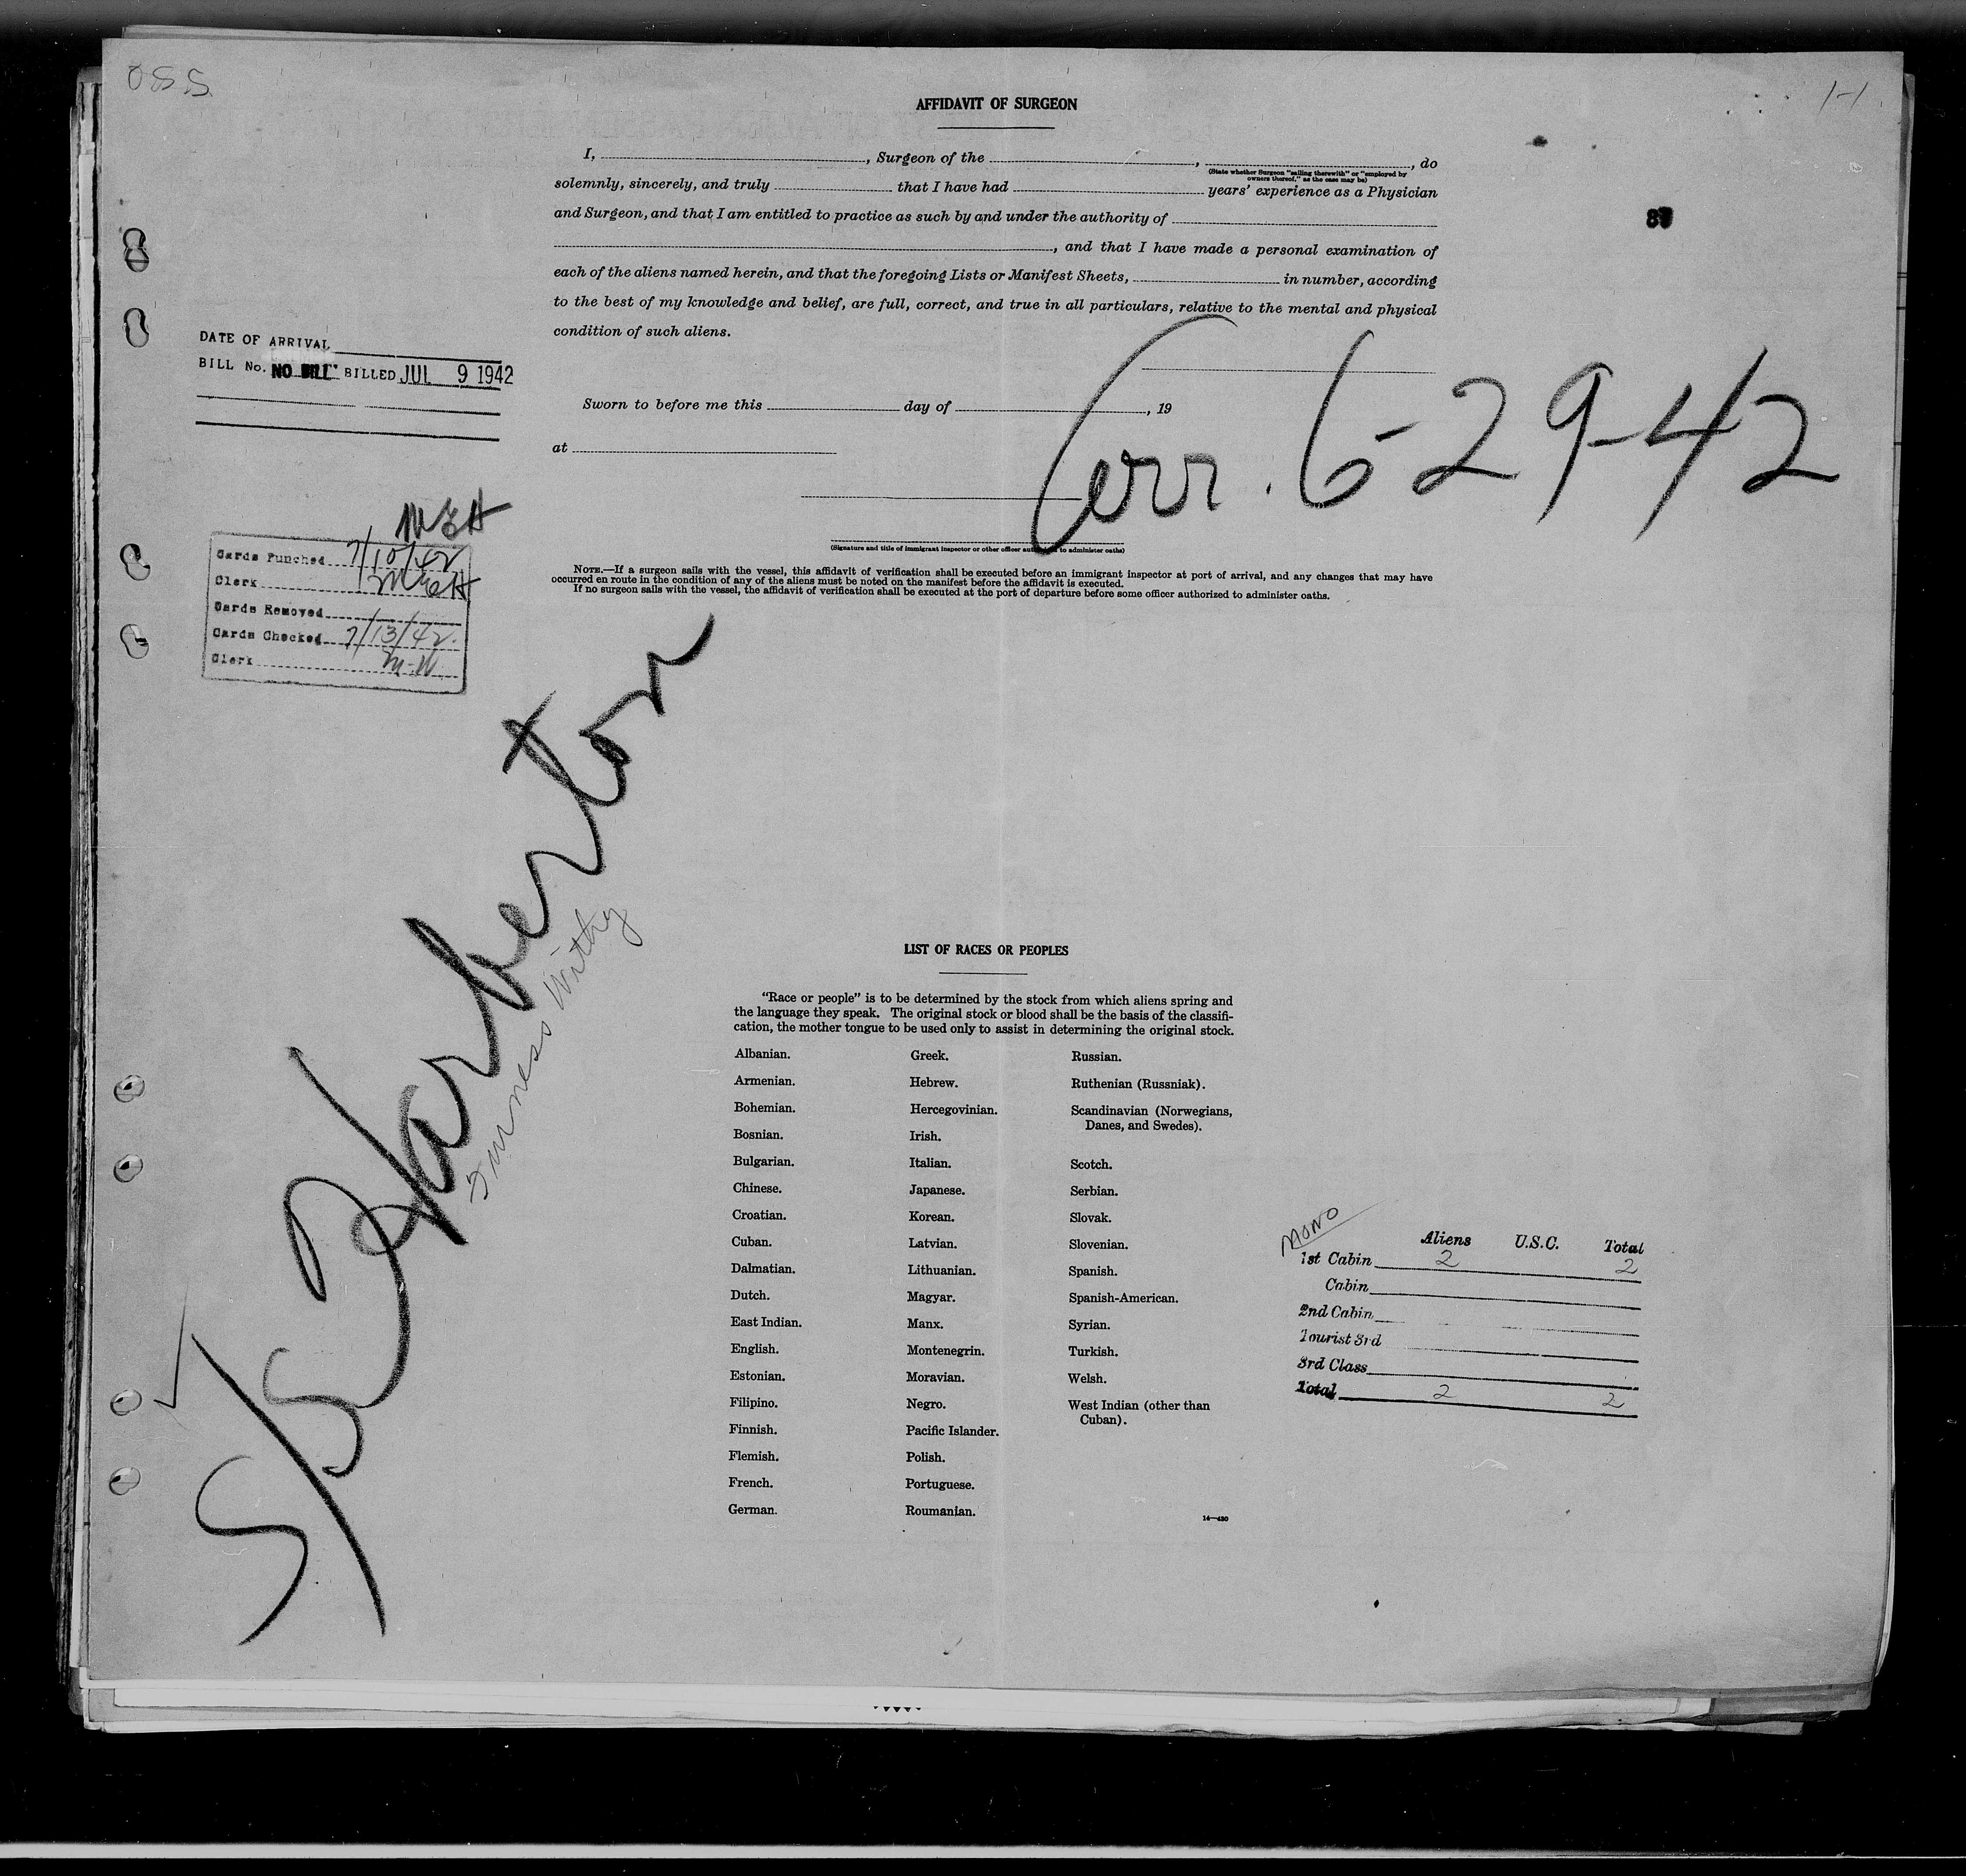 055
1-1
AFFIDAVIT OF SURGEON
I, , Surgeon of the , , do
(State whether Surgeon "sailing therewith" or "employed by
owners thereof," as the case may be)
solemnly, sincerely, and truly that I have had years' experience as a Physician
and Surgeon, and that I am entitled to practice as such by and under the authority of
, and that I have made a personal examination of
each of the aliens named herein, and that the foregoing Lists or Manifest Sheets, in number, according
to the best of my knowledge and belief, are full, correct, and true in all particulars, relative to the mental and physical
condition of such aliens.
DATE OF ARRIVAL
BILL No. "NO BILL" BILLED JUL 9 1942
Sworn to before me this day of , 19
at
arr. 6-29-42
(Signature and title of immigrant inspector or other officer authorized to administer oaths)
NOTE.—If a surgeon sails with the vessel, this affidavit of verification shall be executed before an immigrant inspector at port of arrival, and any changes that may have
occurred en route in the condition of any of the aliens must be noted on the manifest before the affidavit is executed.
If no surgeon sails with the vessel, the affidavit of verification shall be executed at the port of departure before some officer authorized to administer oaths.
MEH
Cards Punched 7/10/42
Clerk MEH
Cards Removed
Cards Checked 7/13/42.
Clerk M-W
S/S Harberton
Furness Withy
LIST OF RACES OR PEOPLES
"Race or people" is to be determined by the stock from which aliens spring and
the language they speak. The original stock or blood shall be the basis of the classifi-
cation, the mother tongue to be used only to assist in determining the original stock.
Albanian.
Armenian.
Bohemian.
Bosnian.
Bulgarian.
Chinese.
Croatian.
Cuban.
Dalmatian.
Dutch.
East Indian.
English.
Estonian.
Filipino.
Finnish.
Flemish.
French.
German.
Greek.
Hebrew.
Hercegovinian.
Irish.
Italian.
Japanese.
Korean.
Latvian.
Lithuanian.
Magyar.
Manx.
Montenegrin.
Moravian.
Negro.
Pacific Islander.
Polish.
Portuguese.
Roumanian.
Russian.
Ruthenian (Russniak).
Scandinavian (Norwegians,
Danes, and Swedes).
Scotch.
Serbian.
Slovak.
Slovenian.
Spanish.
Spanish-American.
Syrian.
Turkish.
Welsh.
West Indian (other than
Cuban).
14—430
MONO
Aliens U.S.C. Total
1st Cabin 2 2
Cabin
2nd Cabin
Tourist 3rd
3rd Class
Total 2 2